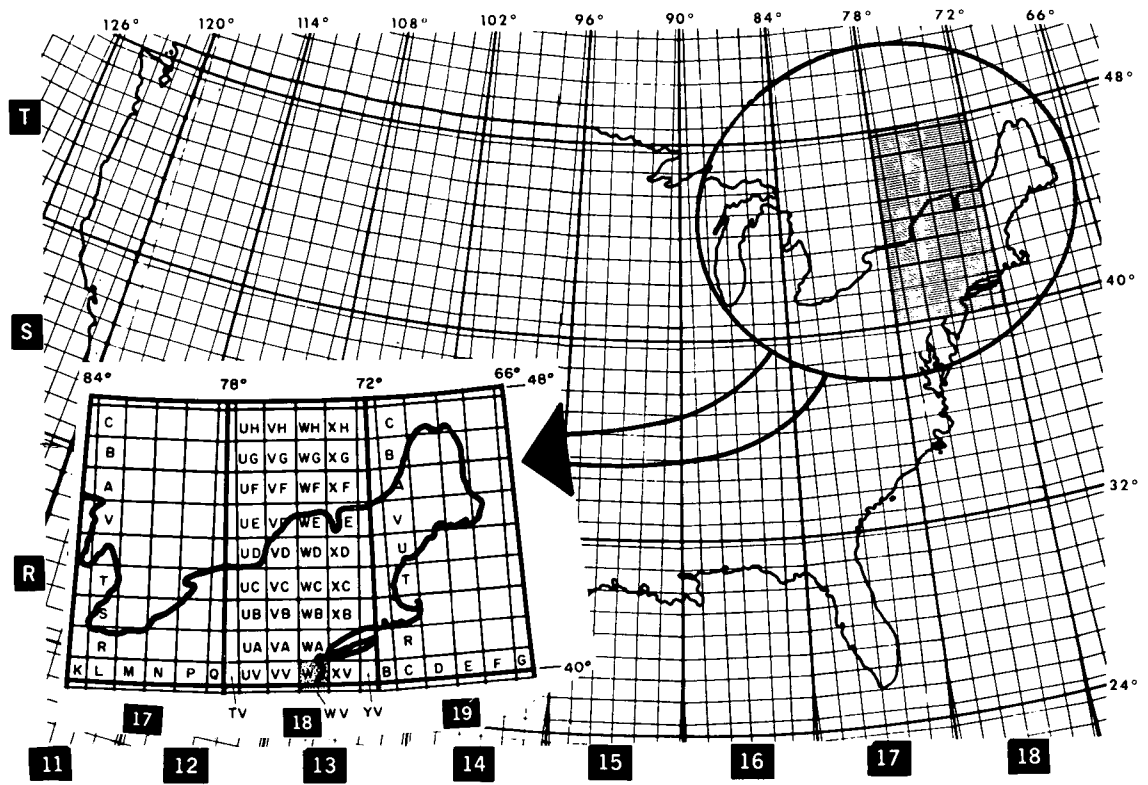 126° 120° 114° 108° 102° 96° 90° 84° 78° 72° 66°
48°
T
40°
S
84° 78° 72° 66° 48°
C UH VH WH XH C
B UG VG WG XG B
A UF VF WF XF A
32°
V UE VE WE E V
UD VD WD XD U
R
T UC VC WC XC T
S UB VB WB XB
R UA VA WA R
K L M N P Q UV VV W XV B C D E F G 40°
24°
17 TV 18 WV YV 19
11 12 13 14 15 16 17 18